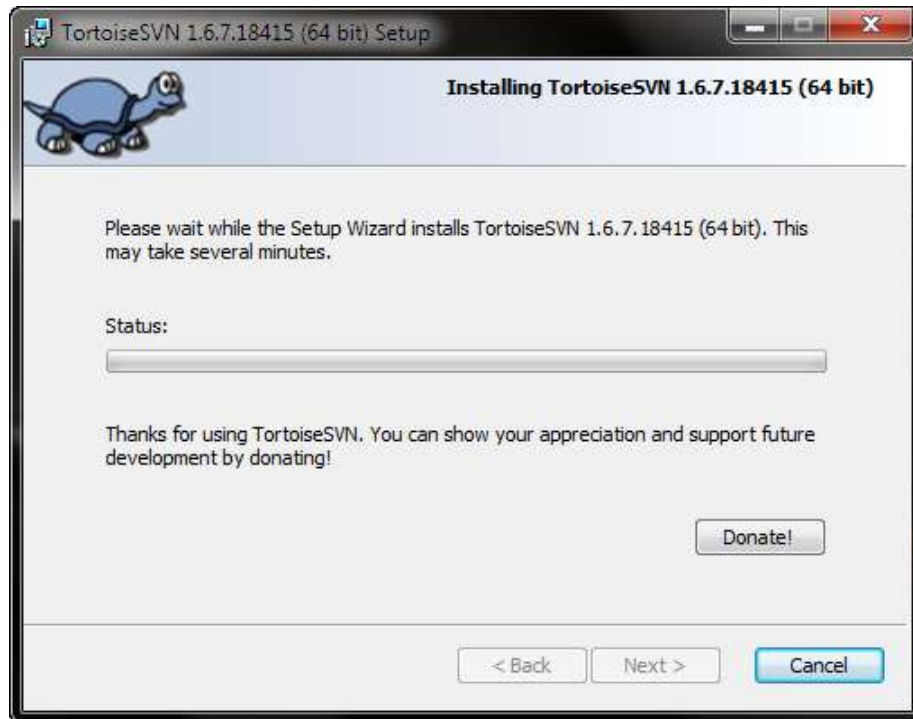 TortoiseSVN 1.6.7.18415 (64 bit) Setup
Installing TortoiseSVN 1.6.7.18415 (64 bit)
Please wait while the Setup Wizard installs TortoiseSVN 1.6.7.18415 (64 bit). This
may take several minutes.
Status:
Thanks for using TortoiseSVN. You can show your appreciation and support future
development by donating!
Donate!
< Back
Next >
Cancel